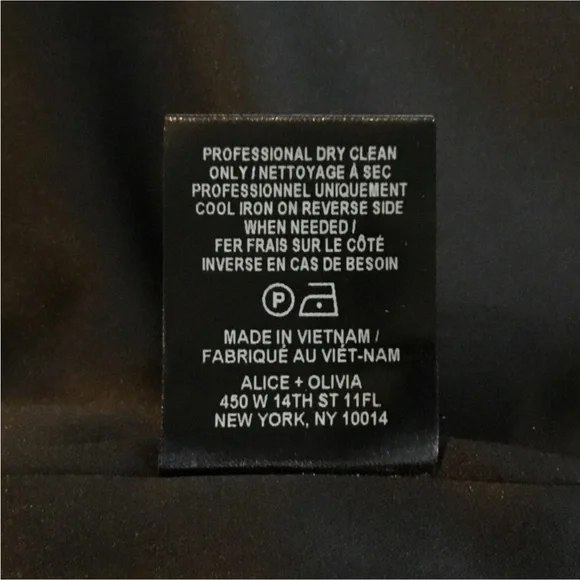 PROFESSIONAL DRY CLEAN
ONLY / NETTOYAGE À SEC
PROFESSIONNEL UNIQUEMENT
COOL IRON ON REVERSE SIDE
WHEN NEEDED /
FER FRAIS SUR LE CÔTÉ
INVERSE EN CAS DE BESOIN
P
MADE IN VIETNAM /
FABRIQUÉ AU VIÉT-NAM
ALICE + OLIVIA
450 W 14TH ST 11FL
NEW YORK, NY 10014